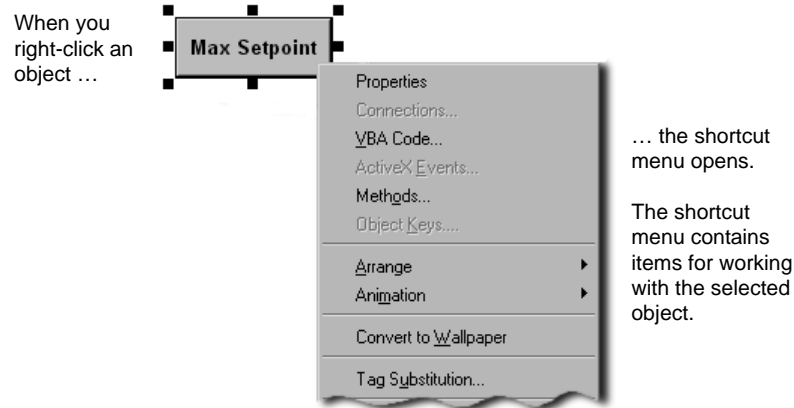 When you
right-click an
object …
Max Setpoint
Properties
Connections...
VBA Code...
ActiveX Events...
Methods...
Object Keys....
Arrange
Animation
Convert to Wallpaper
Tag Substitution...
… the shortcut
menu opens.
The shortcut
menu contains
items for working
with the selected
object.